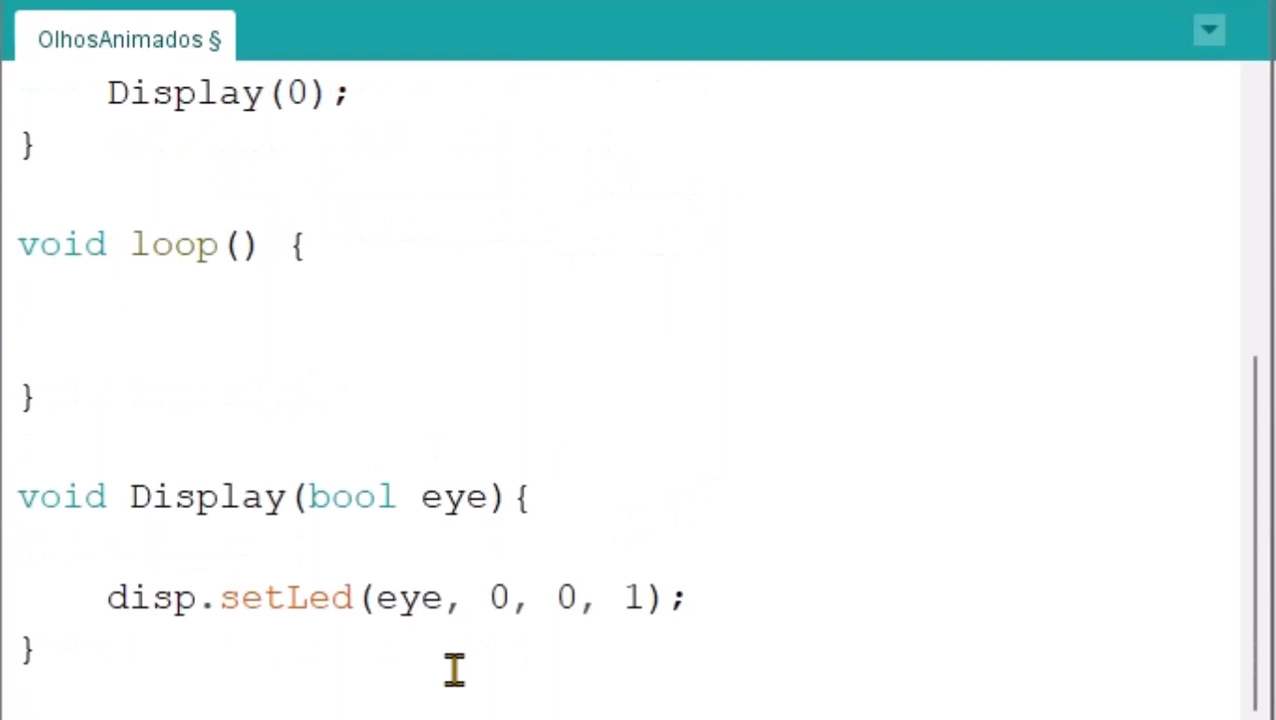 OlhosAnimados §
Display(0);
}
void loop() {
}
void Display(bool eye){
disp.setLed(eye, 0, 0, 1);
}